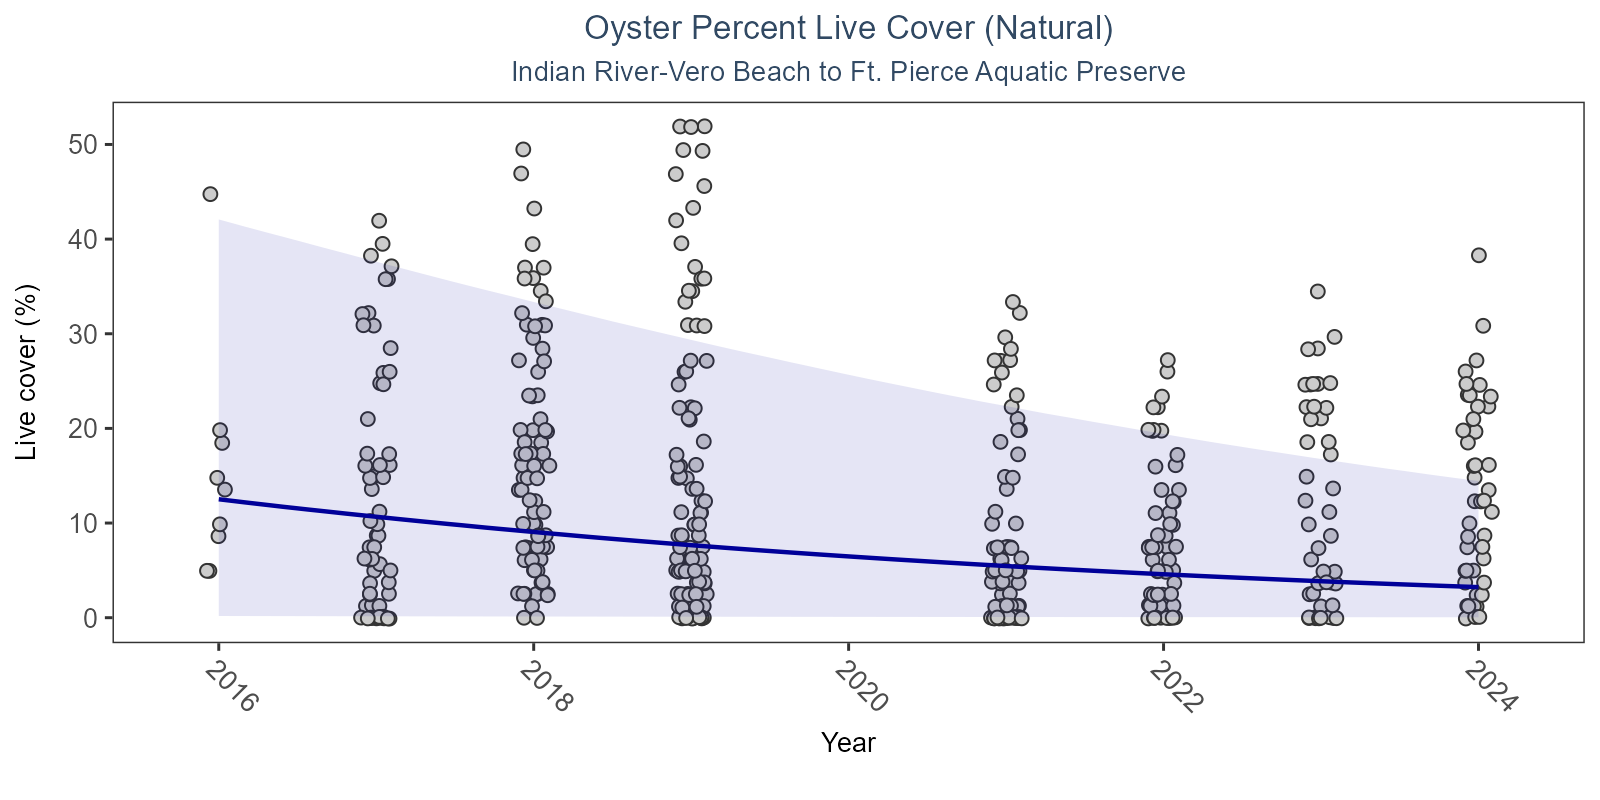 Oyster Percent Live Cover (Natural)
Indian River-Vero Beach to Ft. Pierce Aquatic Preserve
Live cover (%)
50
40
30
20
10
0
2016
2018
2020
2022
2024
Year